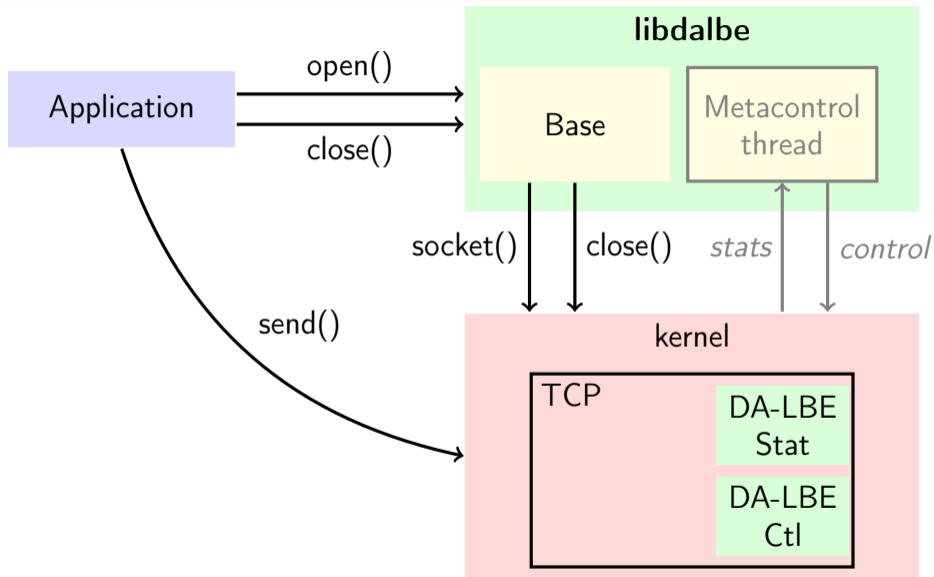 libdalbe
Application
open()
close()
Base
Metacontrol
thread
socket()
close()
stats
control
send()
kernel
TCP
DA-LBE
Stat
DA-LBE
Ctl